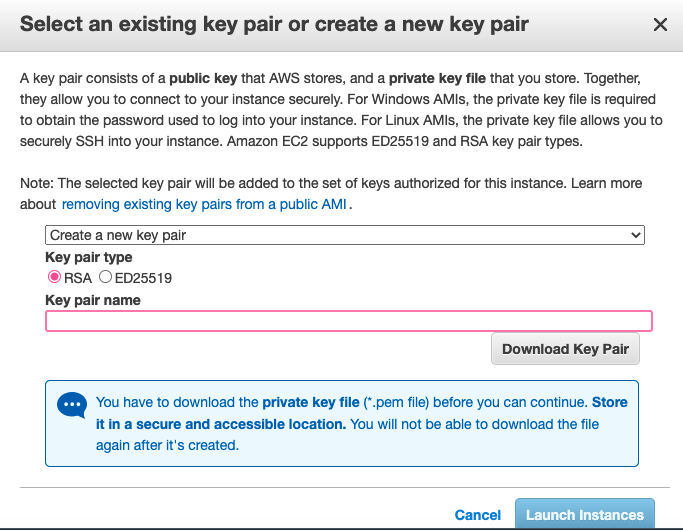 Select an existing key pair or create a new key pair
A key pair consists of a public key that AWS stores, and a private key file that you store. Together,
they allow you to connect to your instance securely. For Windows AMIs, the private key file is required
to obtain the password used to log into your instance. For Linux AMIs, the private key file allows you to
securely SSH into your instance. Amazon EC2 supports ED25519 and RSA key pair types.
Note: The selected key pair will be added to the set of keys authorized for this instance. Learn more
about removing existing key pairs from a public AMI .
Create a new key pair
Key pair type
RSA ED25519
Key pair name
Download Key Pair
You have to download the private key file (*.pem file) before you can continue. Store
it in a secure and accessible location. You will not be able to download the file
again after it's created.
Cancel Launch Instances